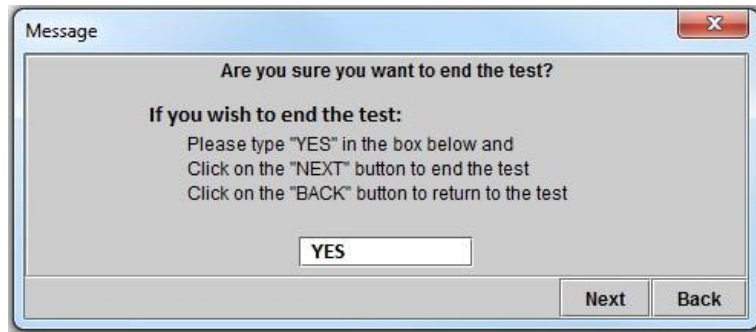 Message
Are you sure you want to end the test?
If you wish to end the test:
Please type "YES" in the box below and
Click on the "NEXT" button to end the test
Click on the "BACK" button to return to the test
YES
Next Back